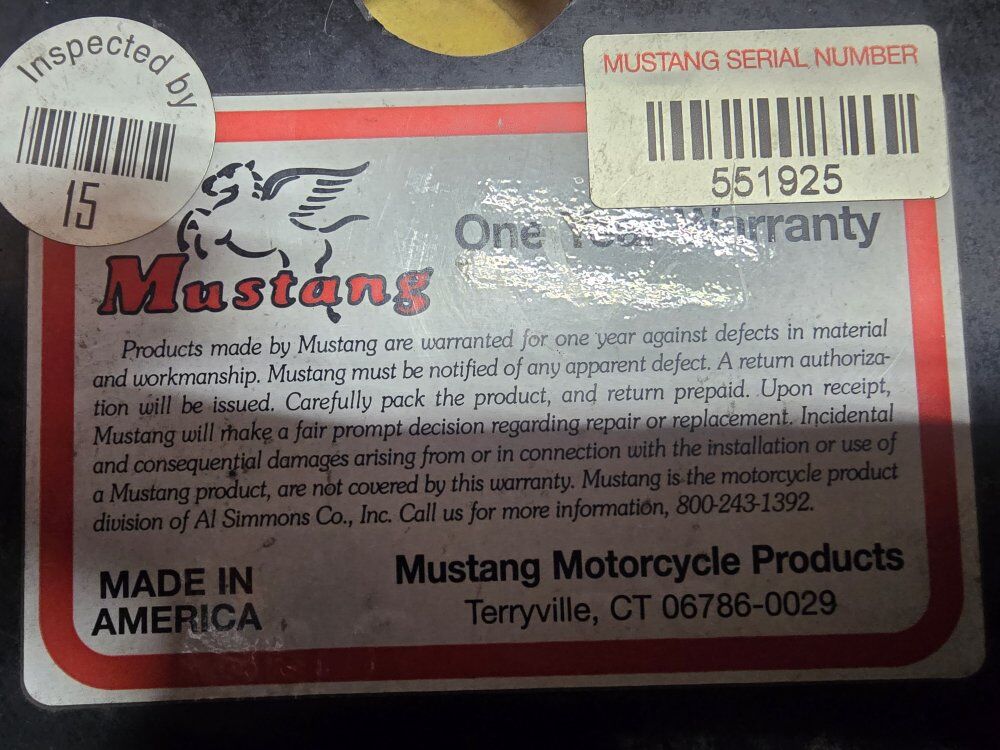 Inspected by
15
MUSTANG SERIAL NUMBER
551925
Mustang
One Year Warranty
Products made by Mustang are warranted for one year against defects in material
and workmanship. Mustang must be notified of any apparent defect. A return authoriza-
tion will be issued. Carefully pack the product, and return prepaid. Upon receipt,
Mustang will make a fair prompt decision regarding repair or replacement. Incidental
and consequential damages arising from or in connection with the installation or use of
a Mustang product, are not covered by this warranty. Mustang is the motorcycle product
division of Al Simmons Co., Inc. Call us for more information, 800-243-1392.
MADE IN
AMERICA
Mustang Motorcycle Products
Terryville, CT 06786-0029